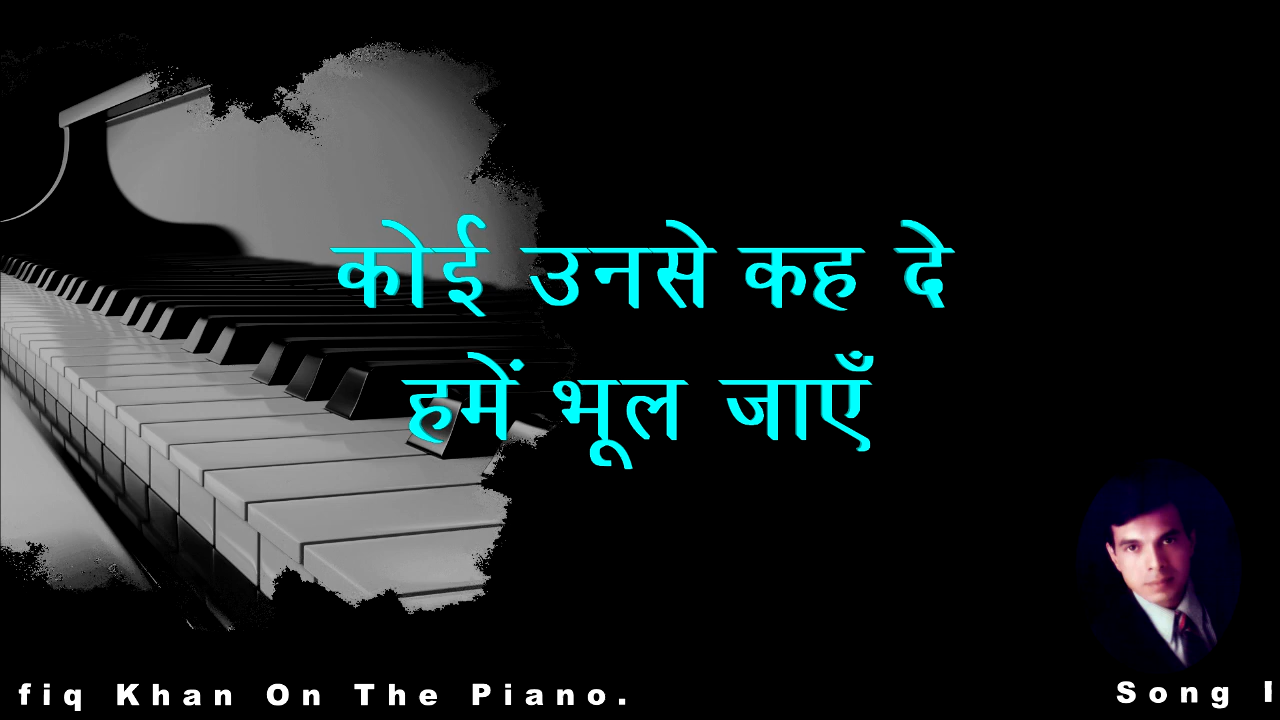 कोई उनसे कह दे
हमें भूल जाएँ
fiq Khan On The Piano.
Song I